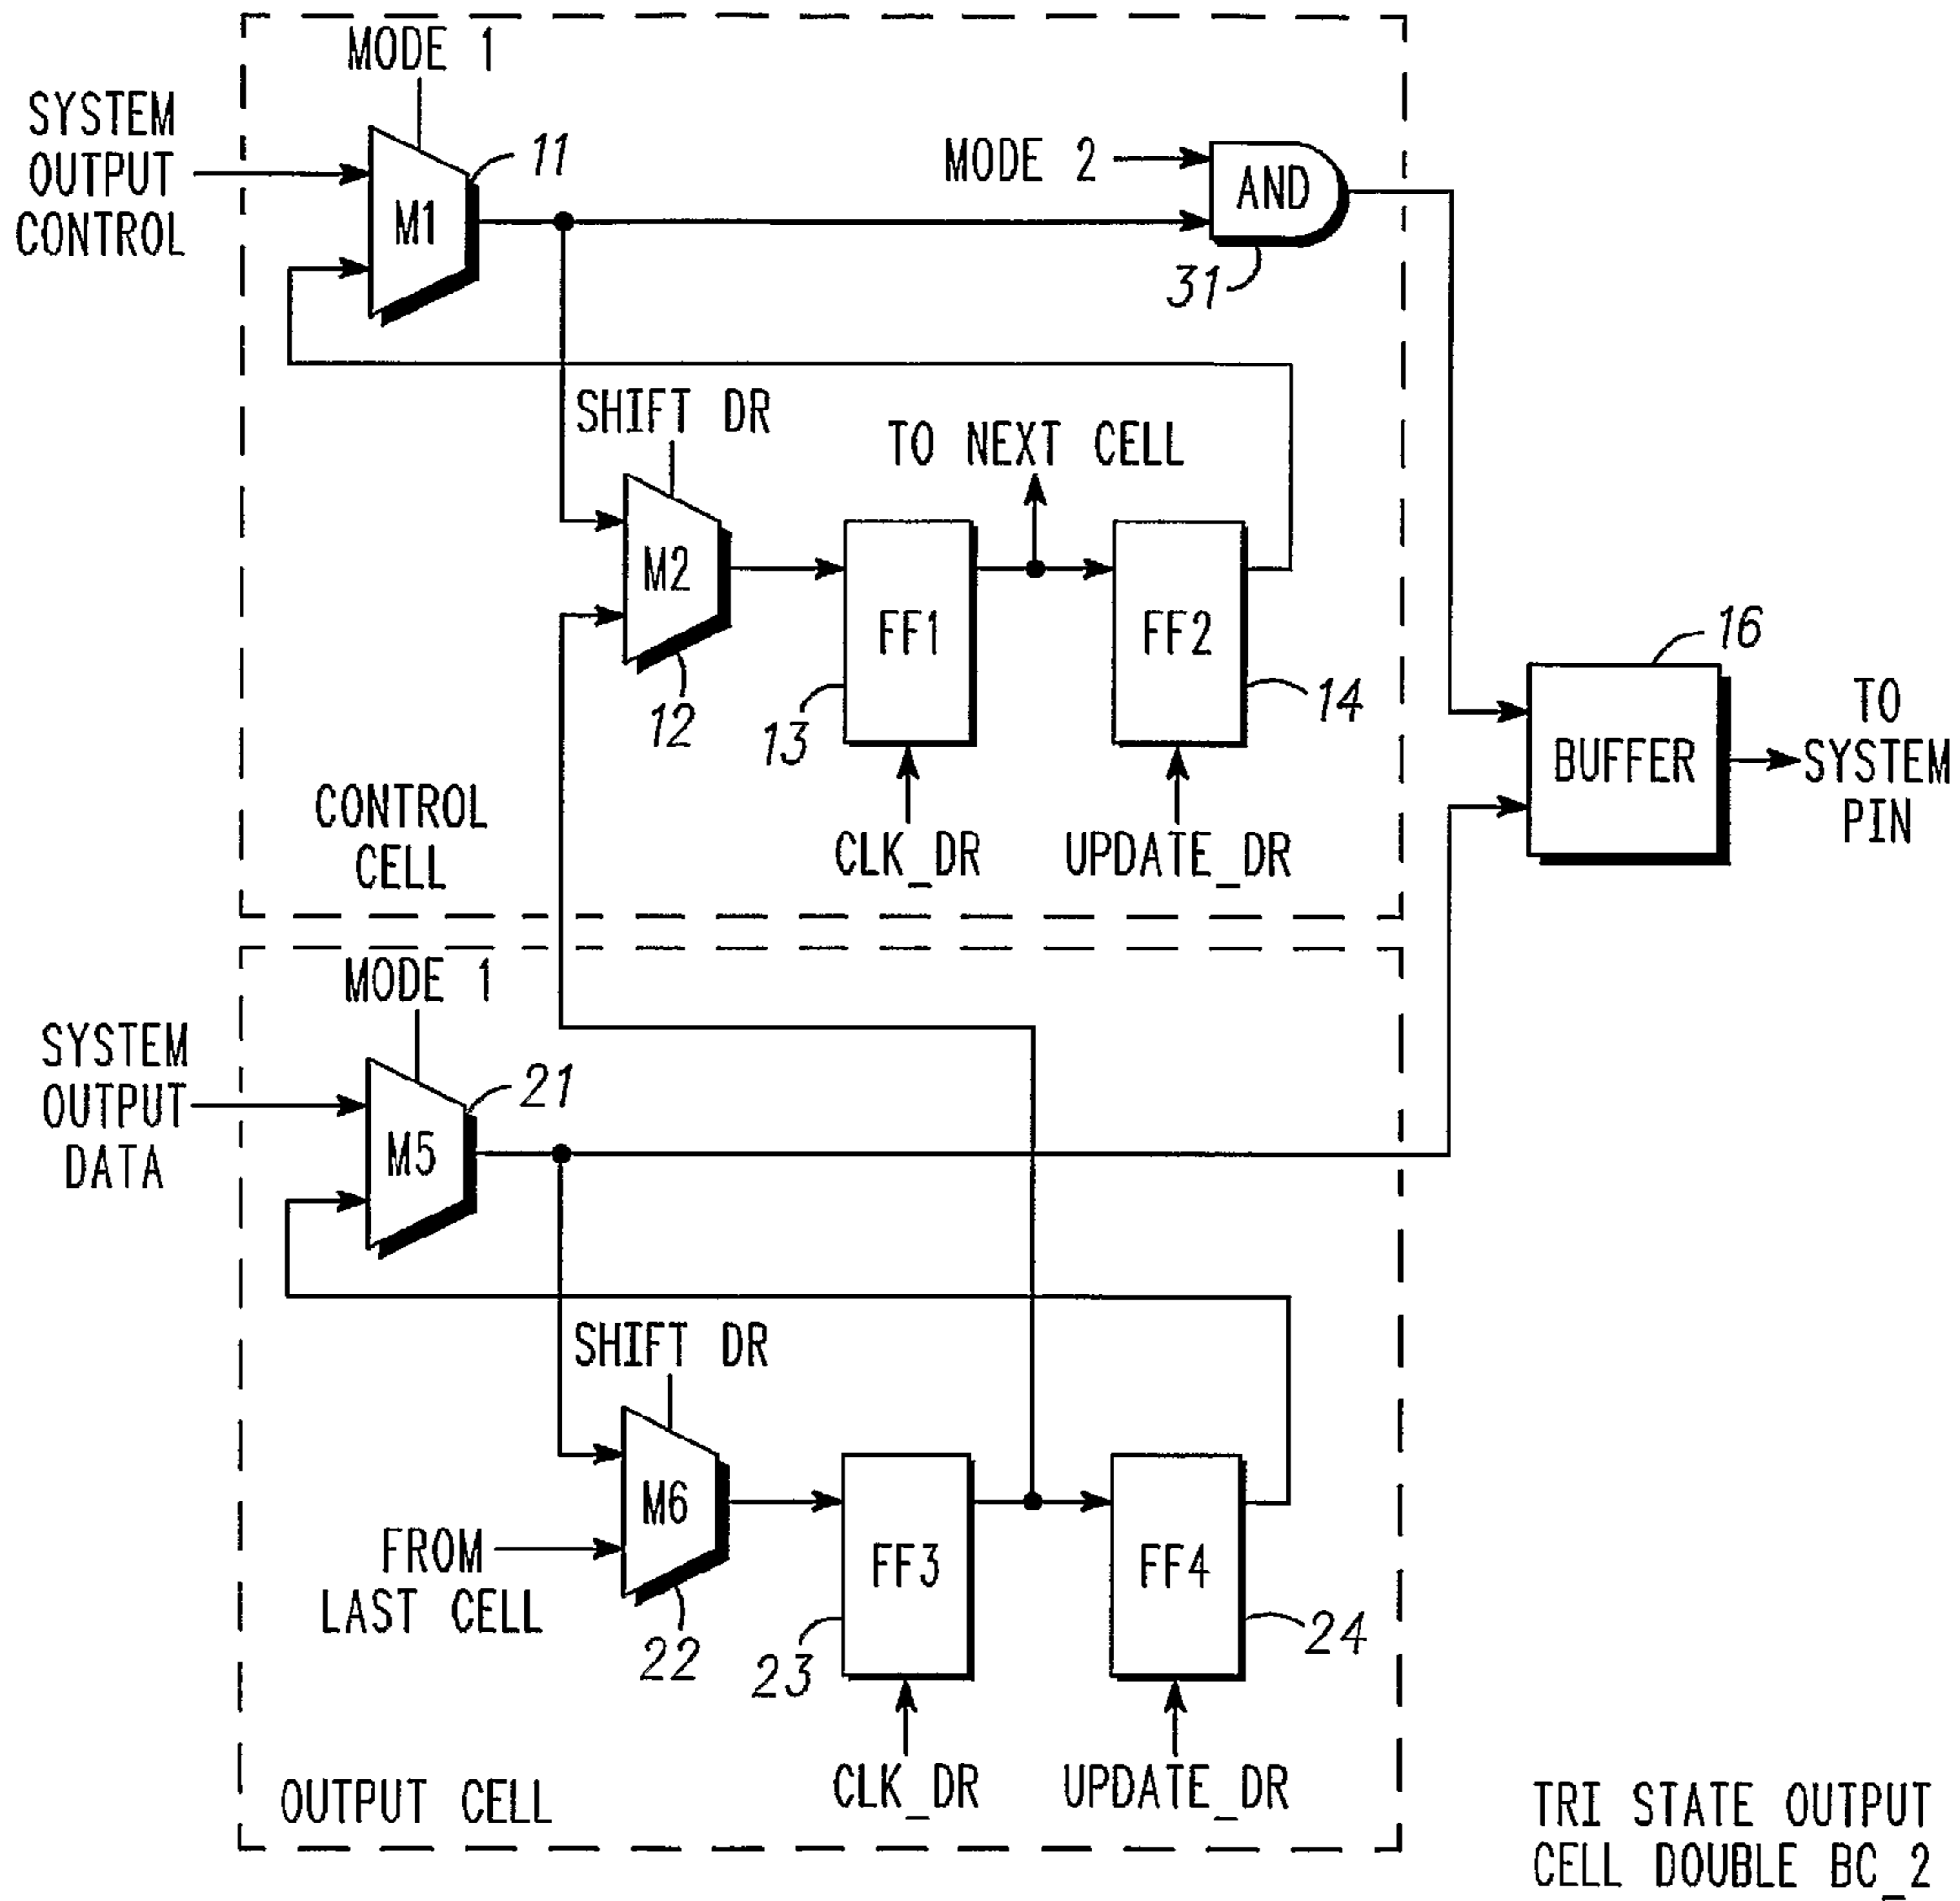 MODE 1
SYSTEM
OUTPUT
CONTROL
M1
11
MODE 2
AND
31
SHIFT DR
TO NEXT CELL
M2
12
FF1
13
FF2
14
CLK_DR
UPDATE_DR
CONTROL
CELL
16
BUFFER
TO
SYSTEM
PIN
MODE 1
SYSTEM
OUTPUT
DATA
M5
21
SHIFT DR
M6
FROM
LAST CELL
22
FF3
23
FF4
24
CLK_DR
UPDATE_DR
OUTPUT CELL
TRI STATE OUTPUT
CELL DOUBLE BC_2